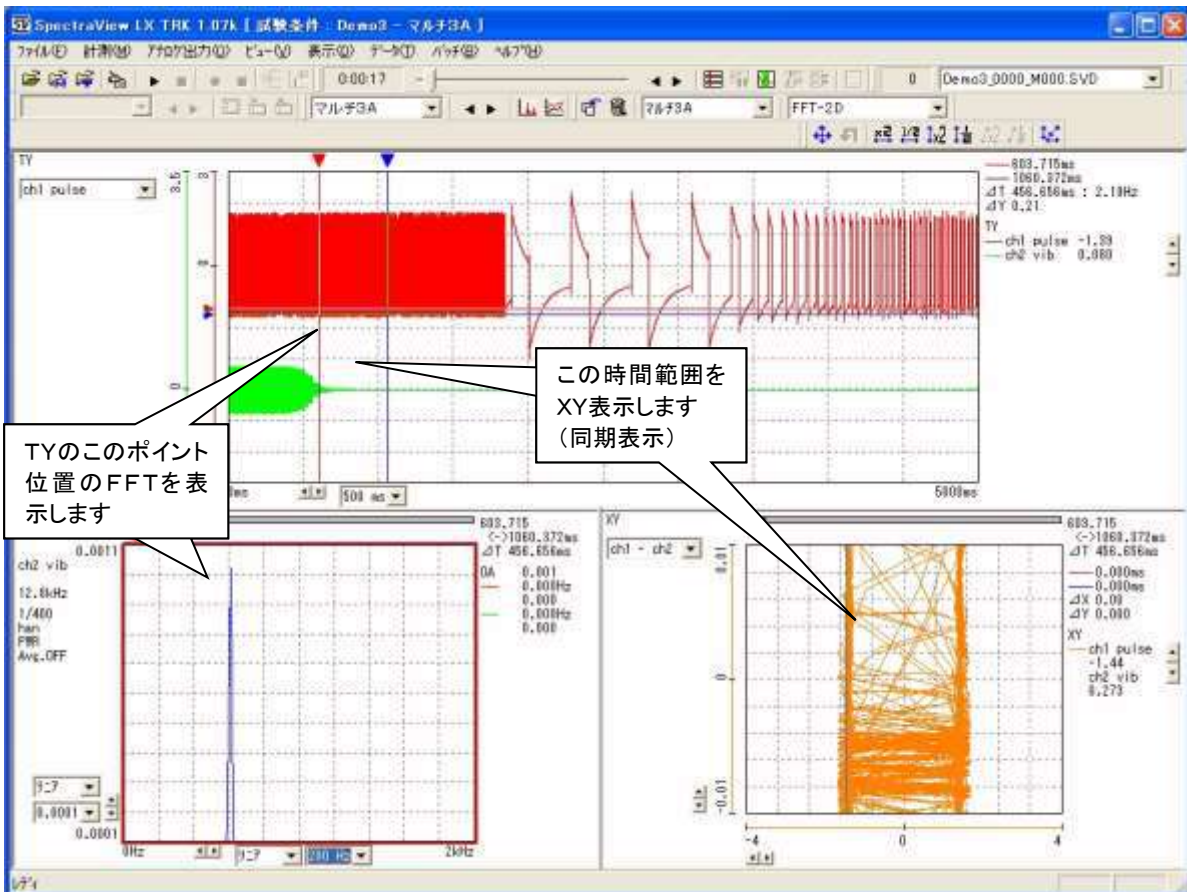 SpectraView LX TRK 1.07k [ 試験条件 : Demo3 - マルチ3A ]
ファイル(F) 計測(M) アナログ出力(O) ビュー(V) 表示(D) データ(T) バッチ(B) ヘルプ(H)
0:00:17
0
Demo3_0000_M000.SVD
マルチ3A
マルチ3A
FFT-2D
TY
ch1 pulse
603.715ms
1060.372ms
⊿T 456.656ms : 2.19Hz
⊿Y 0.21
TY
ch1 pulse -1.39
ch2 vib 0.080
TYのこのポイント
位置のFFTを表
示します
この時間範囲を
XY表示します
(同期表示)
500 ms
5000ms
603.715
<->1060.372ms
⊿T 456.656ms
OA 0.001
0.000Hz
0.000
0.000Hz
0.000
0.0011
ch2 vib
12.8kHz
1/400
han
PWR
Avg.OFF
リニア
0.0001
0.0001
0Hz
リニア
200 Hz
2kHz
XY
ch1 - ch2
0.01
0
-0.01
-4
0
4
603.715
<->1060.372ms
⊿T 456.656ms
0.000ms
0.000ms
⊿X 0.00
⊿Y 0.000
XY
ch1 pulse
-1.44
ch2 vib
0.273
レディ